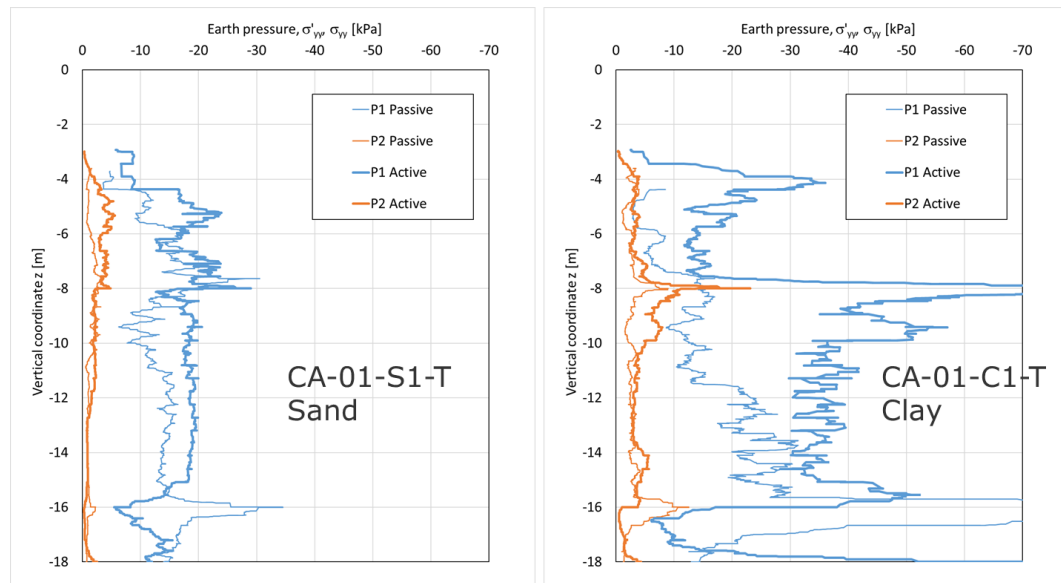 Earth pressure, σ'yy, σyy [kPa]
0 -10 -20 -30 -40 -50 -60 -70
0
-2
-4
-6
-8
-10
-12
-14
-16
-18
Vertical coordinate z [m]
P1 Passive
P2 Passive
P1 Active
P2 Active
CA-01-S1-T
Sand
Earth pressure, σ'yy, σyy [kPa]
0 -10 -20 -30 -40 -50 -60 -70
0
-2
-4
-6
-8
-10
-12
-14
-16
-18
Vertical coordinate z [m]
P1 Passive
P2 Passive
P1 Active
P2 Active
CA-01-C1-T
Clay